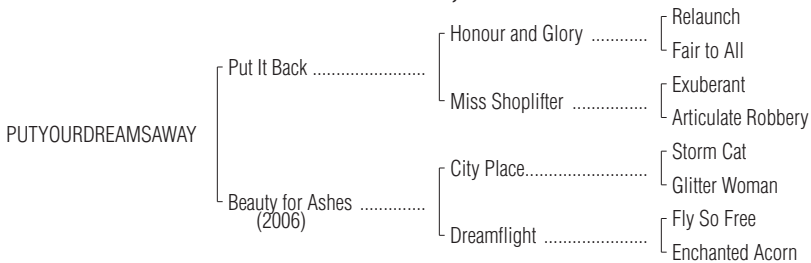 Relaunch
Honour and Glory ............
Fair to All
Put It Back ........................
Exuberant
Miss Shoplifter ................
Articulate Robbery
PUTYOURDREAMSAWAY
Storm Cat
City Place..........................
Glitter Woman
Beauty for Ashes ..............
(2006)
Fly So Free
Dreamflight ......................
Enchanted Acorn